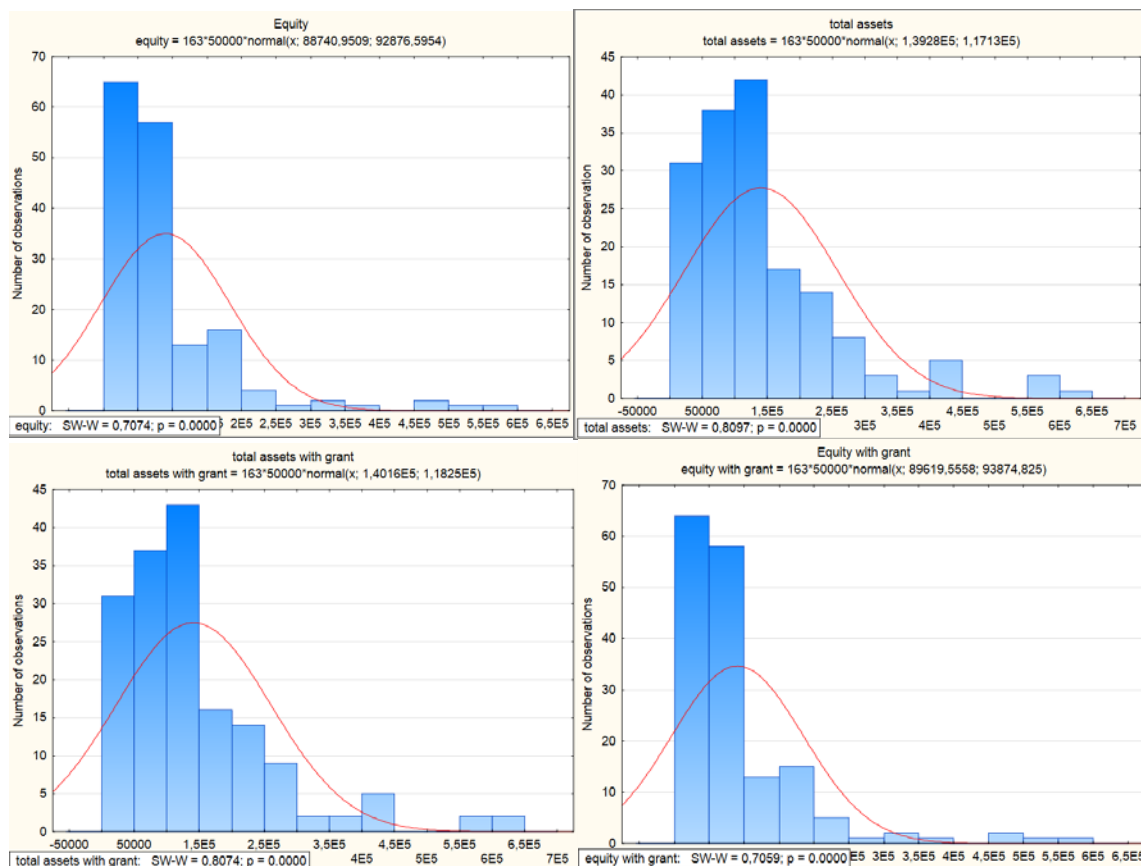 Equity
equity = 163*50000*normal(x; 88740,9509; 92876,5954)
70
60
50
40
30
20
10
0
Number of observations
2E5 2,5E5 3E5 3,5E5 4E5 4,5E5 5E5 5,5E5 6E5 6,5E5
equity: SW-W = 0,7074; p = 0.0000
total assets
total assets = 163*50000*normal(x; 1,3928E5; 1,1713E5)
45
40
35
30
25
20
15
10
5
0
Number of observation
-50000 50000 1,5E5 2,5E5 3,5E5 4,5E5 5,5E5 6,5E5
3E5 4E5 5E5 6E5 7E5
total assets: SW-W = 0,8097; p = 0.0000
total assets with grant
total assets with grant = 163*50000*normal(x; 1,4016E5; 1,1825E5)
45
40
35
30
25
20
15
10
5
0
Number of observations
-50000 50000 1,5E5 2,5E5 3,5E5 4,5E5 5,5E5 6,5E5
4E5 5E5 6E5 7E5
total assets with grant: SW-W = 0.8074; p = 0.0000
Equity with grant
equity with grant = 163*50000*normal(x; 89619,5558; 93874,825)
70
60
50
40
30
20
10
0
Number of observations
3,5E5 4E5 4,5E5 5E5 5,5E5 6E5
equity with grant: SW-W = 0,7059; p = 0.0000